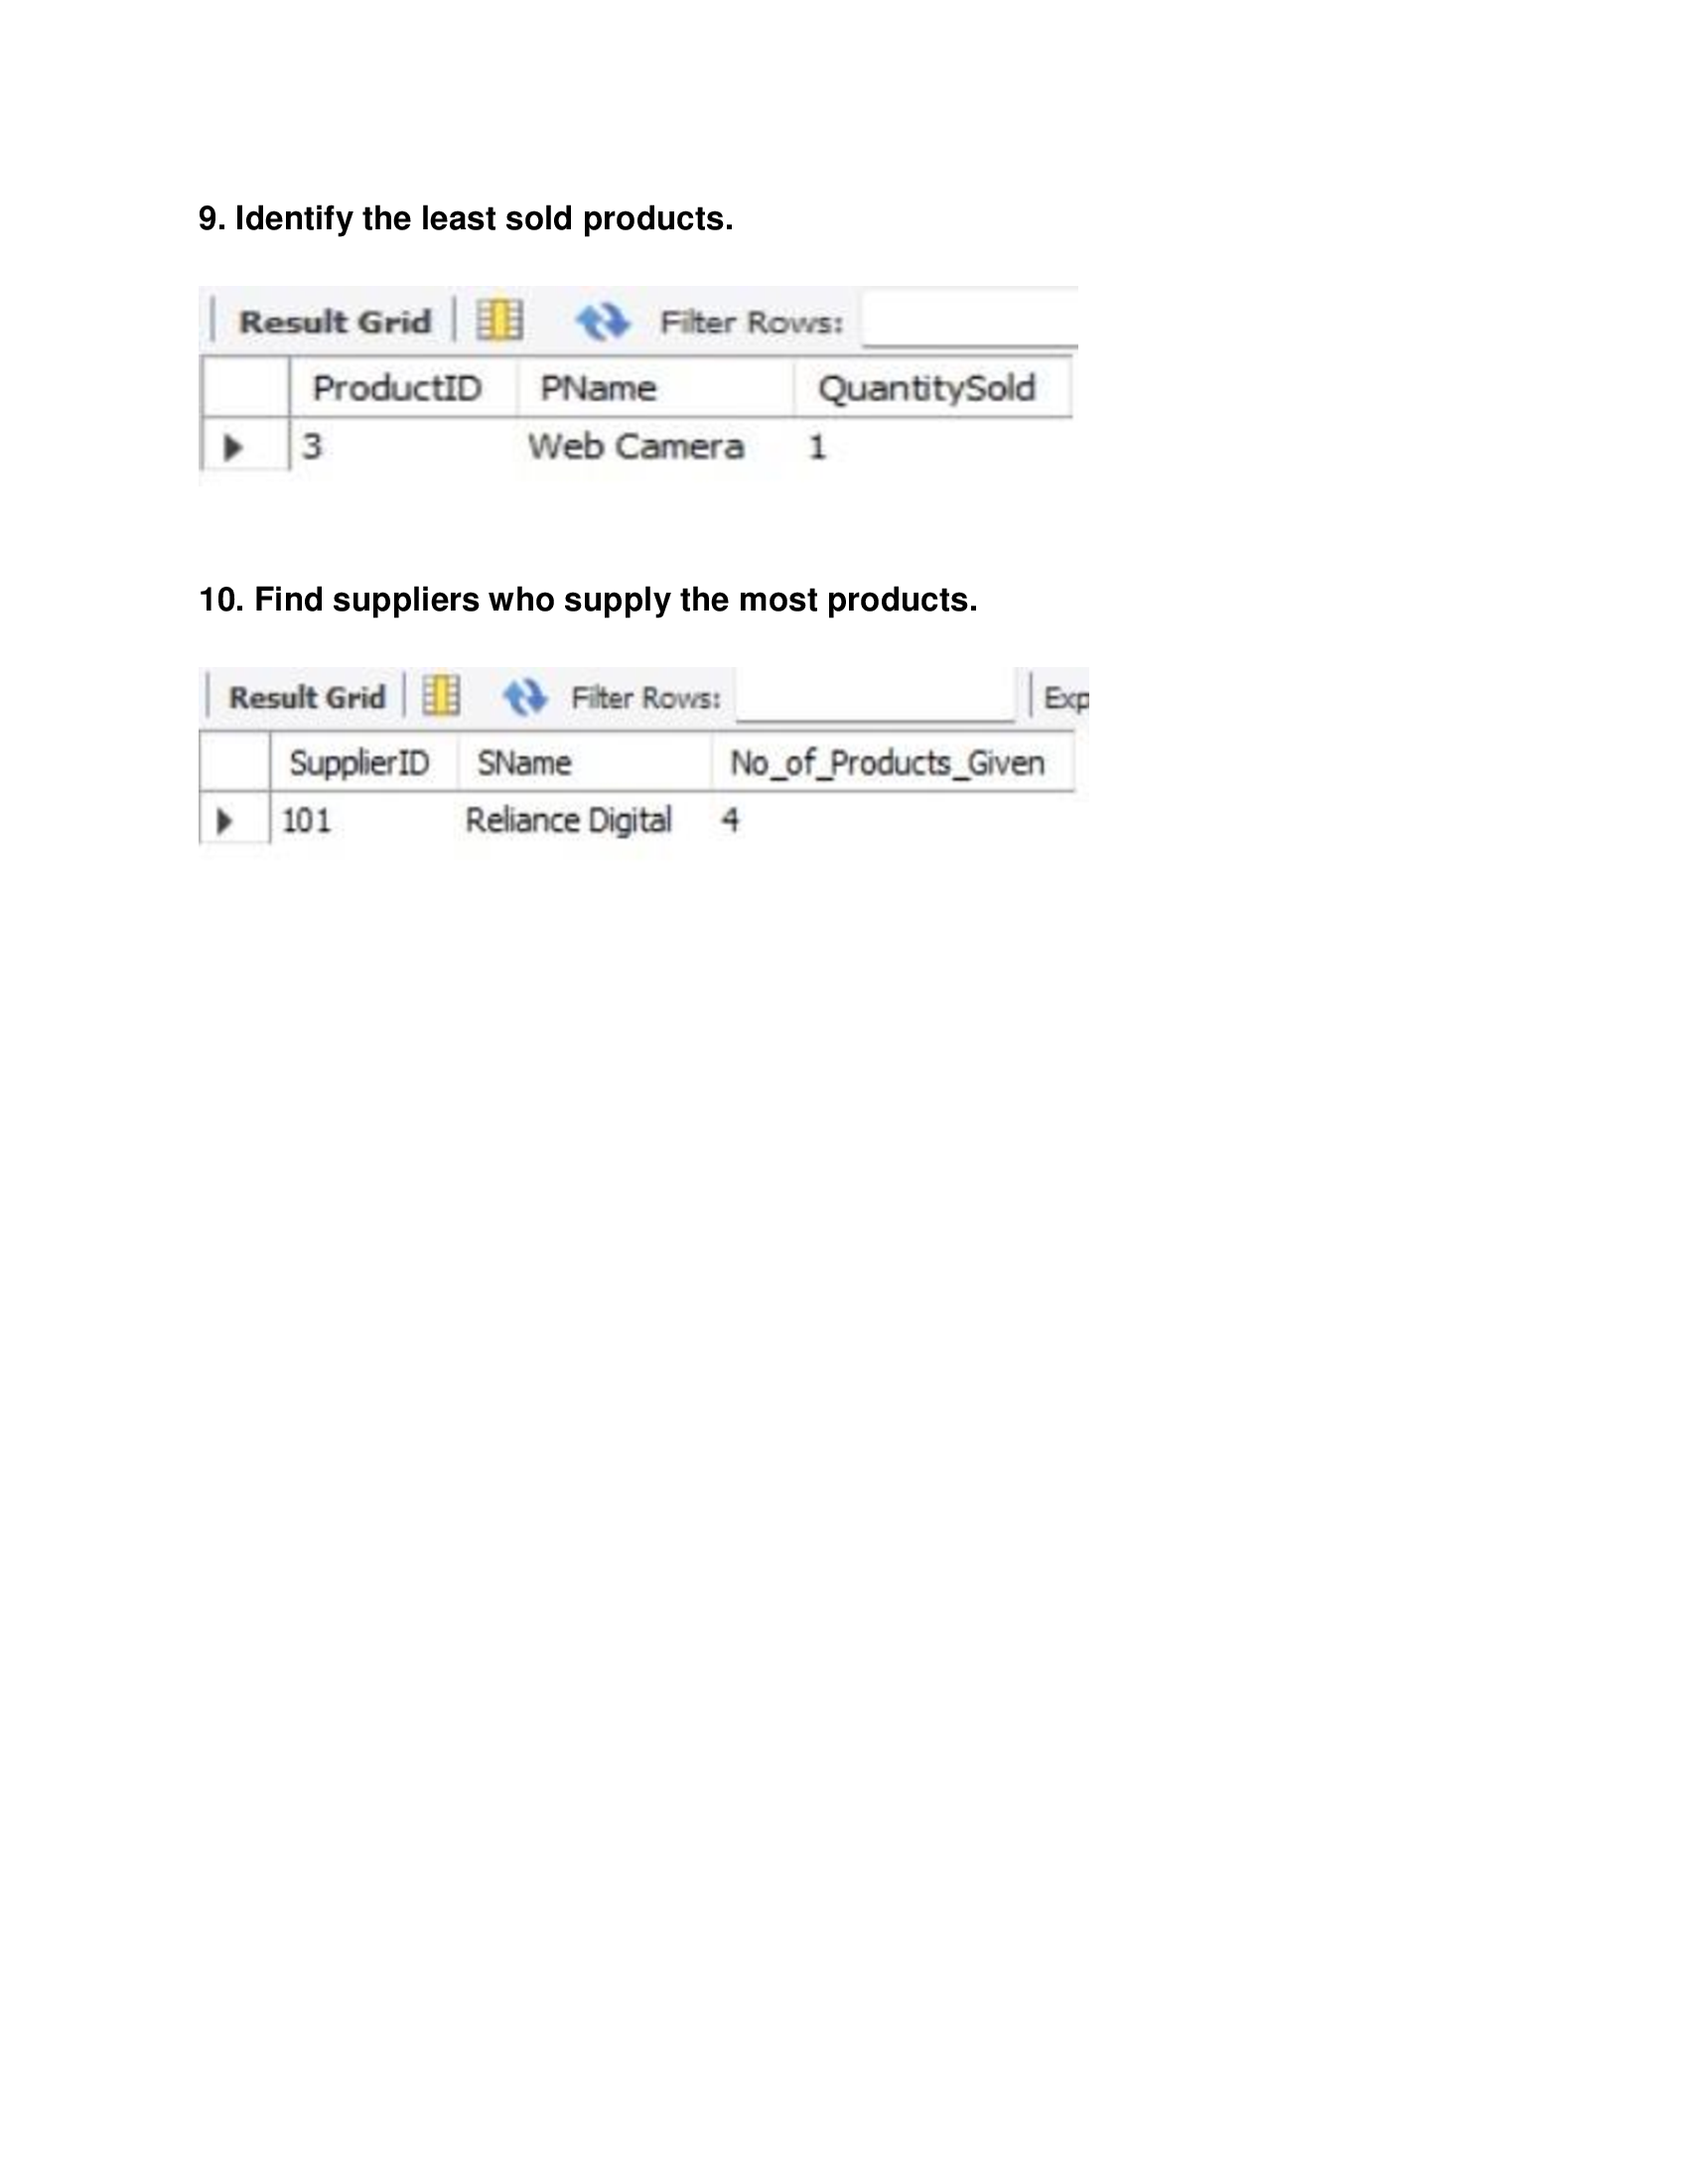 9. Identify the least sold products.
Result Grid Filter Rows:
ProductID PName QuantitySold
3 Web Camera 1
10. Find suppliers who supply the most products.
Result Grid Filter Rows: Exp
SupplierID SName No_of_Products_Given
101 Reliance Digital 4